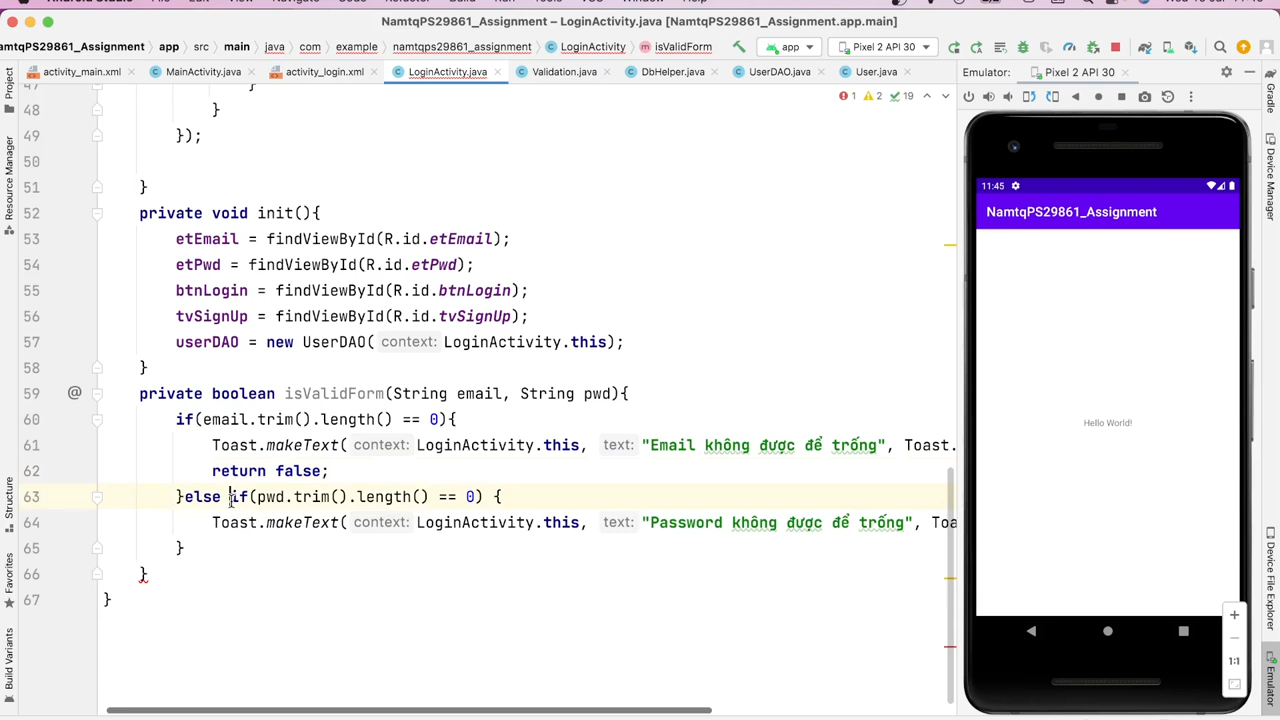 NamtqPS29861_Assignment – LoginActivity.java [NamtqPS29861_Assignment.app.main]
amtqPS29861_Assignment app src main java com example namtqps29861_assignment LoginActivity isValidForm app Pixel 2 API 30
activity_main.xml MainActivity.java activity_login.xml LoginActivity.java Validation.java DbHelper.java UserDAO.java User.java Emulator: Pixel 2 API 30
1 2 19
47 }
48 }
49 });
50
51 }
52 private void init(){
53 etEmail = findViewById(R.id.etEmail);
54 etPwd = findViewById(R.id.etPwd);
55 btnLogin = findViewById(R.id.btnLogin);
56 tvSignUp = findViewById(R.id.tvSignUp);
57 userDAO = new UserDAO( context: LoginActivity.this);
58 }
59 @ private boolean isValidForm(String email, String pwd){
60 if(email.trim().length() == 0){
61 Toast.makeText( context: LoginActivity.this, text: "Email không được để trống", Toast.
62 return false;
63 }else if(pwd.trim().length() == 0) {
64 Toast.makeText( context: LoginActivity.this, text: "Password không được để trống", Toa
65 }
66 }
67 }
Project
Resource Manager
Structure
Favorites
Build Variants
11:45
NamtqPS29861_Assignment
Hello World!
+
–
1:1
Gradle
Device Manager
Device File Explorer
Emulator